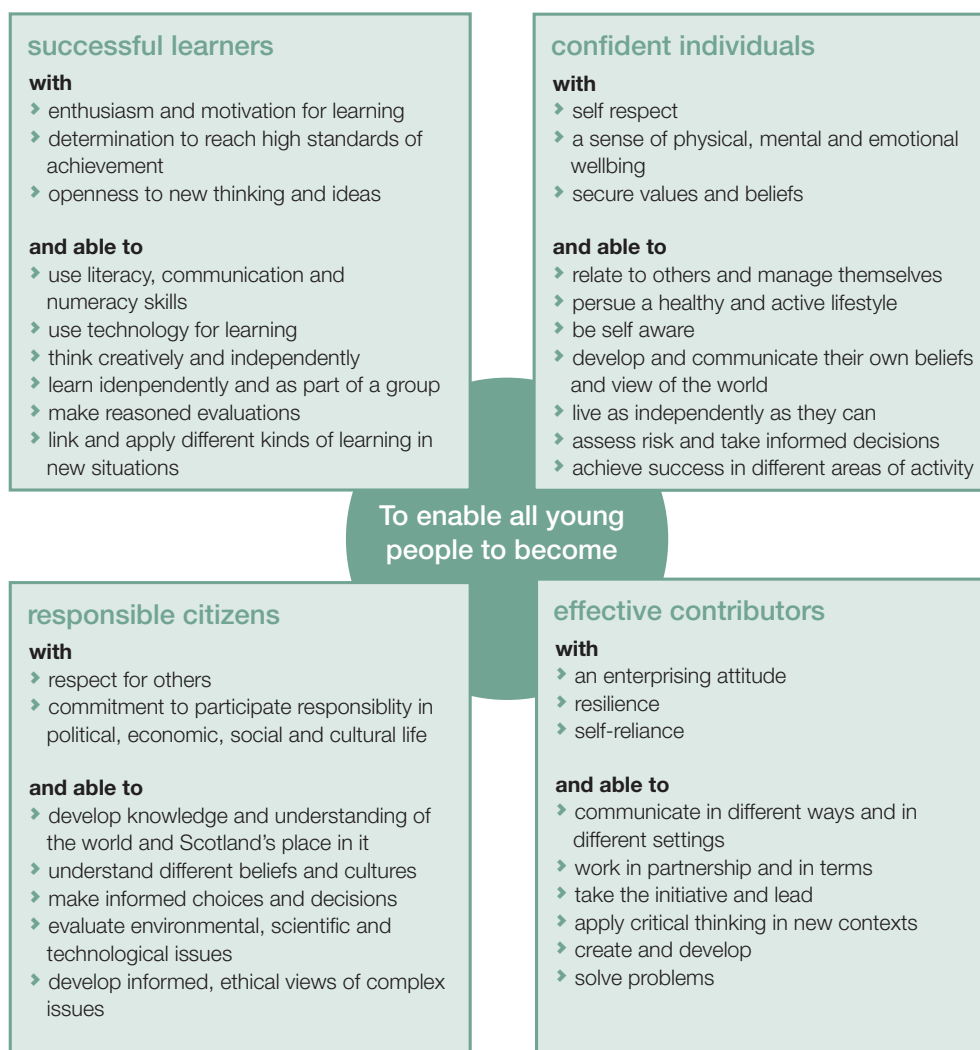 successful learners
with
› enthusiasm and motivation for learning
› determination to reach high standards of
achievement
› openness to new thinking and ideas
and able to
› use literacy, communication and
numeracy skills
› use technology for learning
› think creatively and independently
› learn idenpendently and as part of a group
› make reasoned evaluations
› link and apply different kinds of learning in
new situations
confident individuals
with
› self respect
› a sense of physical, mental and emotional
wellbing
› secure values and beliefs
and able to
› relate to others and manage themselves
› persue a healthy and active lifestyle
› be self aware
› develop and communicate their own beliefs
and view of the world
› live as independently as they can
› assess risk and take informed decisions
› achieve success in different areas of activity
To enable all young
people to become
responsible citizens
with
› respect for others
› commitment to participate responsiblity in
political, economic, social and cultural life
and able to
› develop knowledge and understanding of
the world and Scotland’s place in it
› understand different beliefs and cultures
› make informed choices and decisions
› evaluate environmental, scientific and
technological issues
› develop informed, ethical views of complex
issues
effective contributors
with
› an enterprising attitude
› resilience
› self-reliance
and able to
› communicate in different ways and in
different settings
› work in partnership and in terms
› take the initiative and lead
› apply critical thinking in new contexts
› create and develop
› solve problems